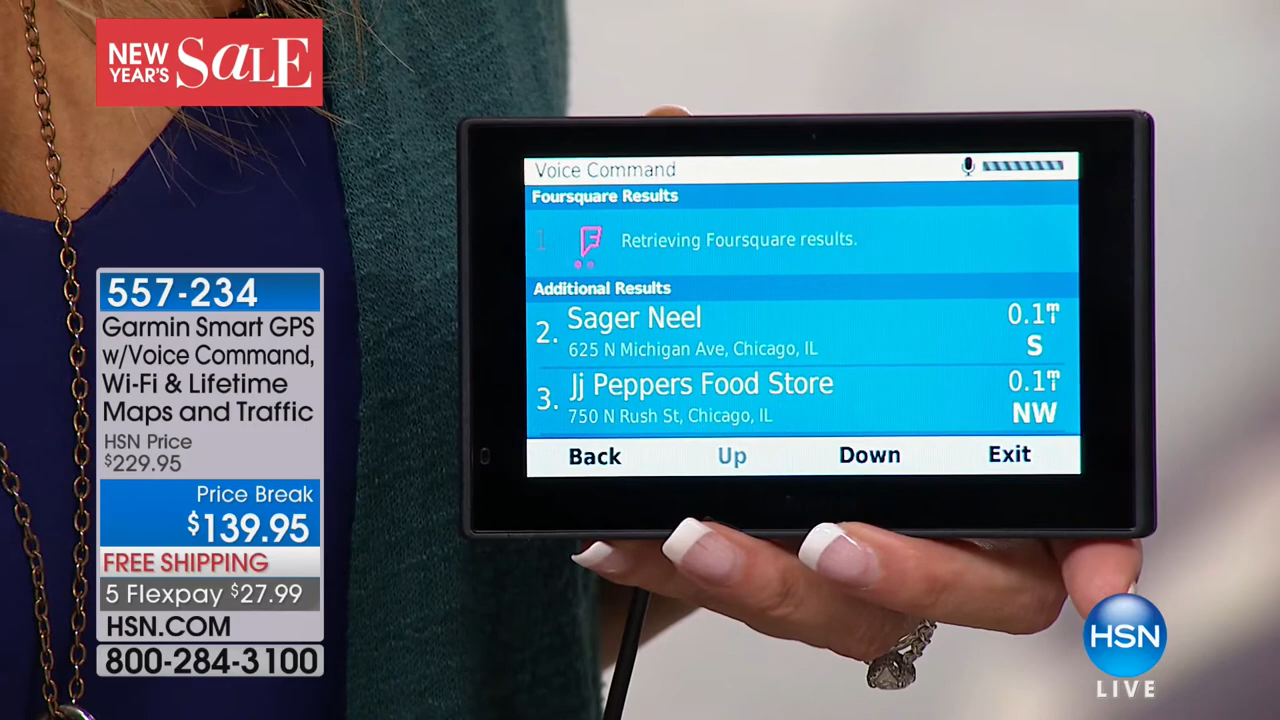 NEW
YEAR'S
SALE
557-234
Garmin Smart GPS
w/Voice Command,
Wi-Fi & Lifetime
Maps and Traffic
HSN Price
$229.95
Price Break
$139.95
FREE SHIPPING
5 Flexpay $27.99
HSN.COM
800-284-3100
Voice Command
Foursquare Results
1
Retrieving Foursquare results.
Additional Results
2. Sager Neel 0.1 mi
625 N Michigan Ave, Chicago, IL S
3. Jj Peppers Food Store 0.1 mi
750 N Rush St, Chicago, IL NW
Back Up Down Exit
HSN
LIVE